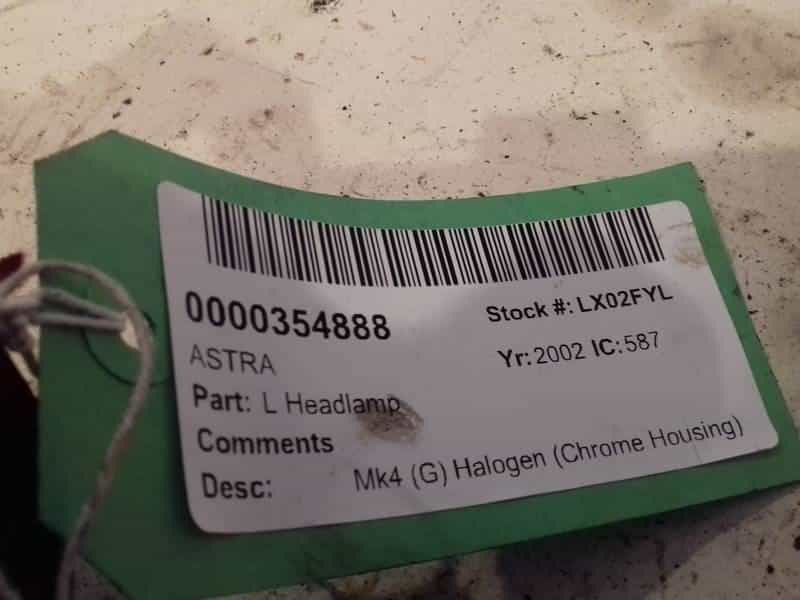 0000354888
Stock #: LX02FYL
ASTRA
Yr: 2002 IC: 587
Part: L Headlamp
Comments
Desc: Mk4 (G) Halogen (Chrome Housing)